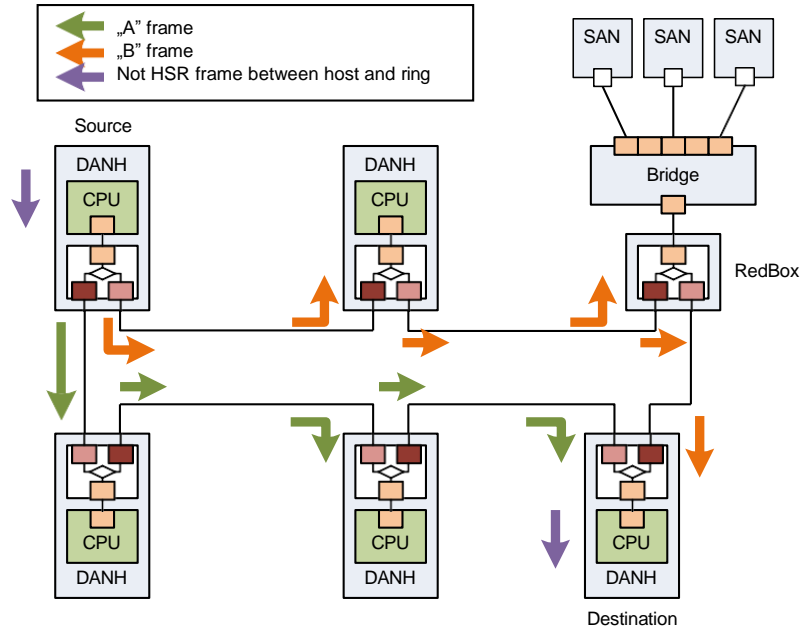 „A” frame
„B” frame
Not HSR frame between host and ring
SAN
SAN
SAN
Source
DANH
CPU
DANH
CPU
Bridge
RedBox
CPU
DANH
CPU
DANH
CPU
DANH
Destination